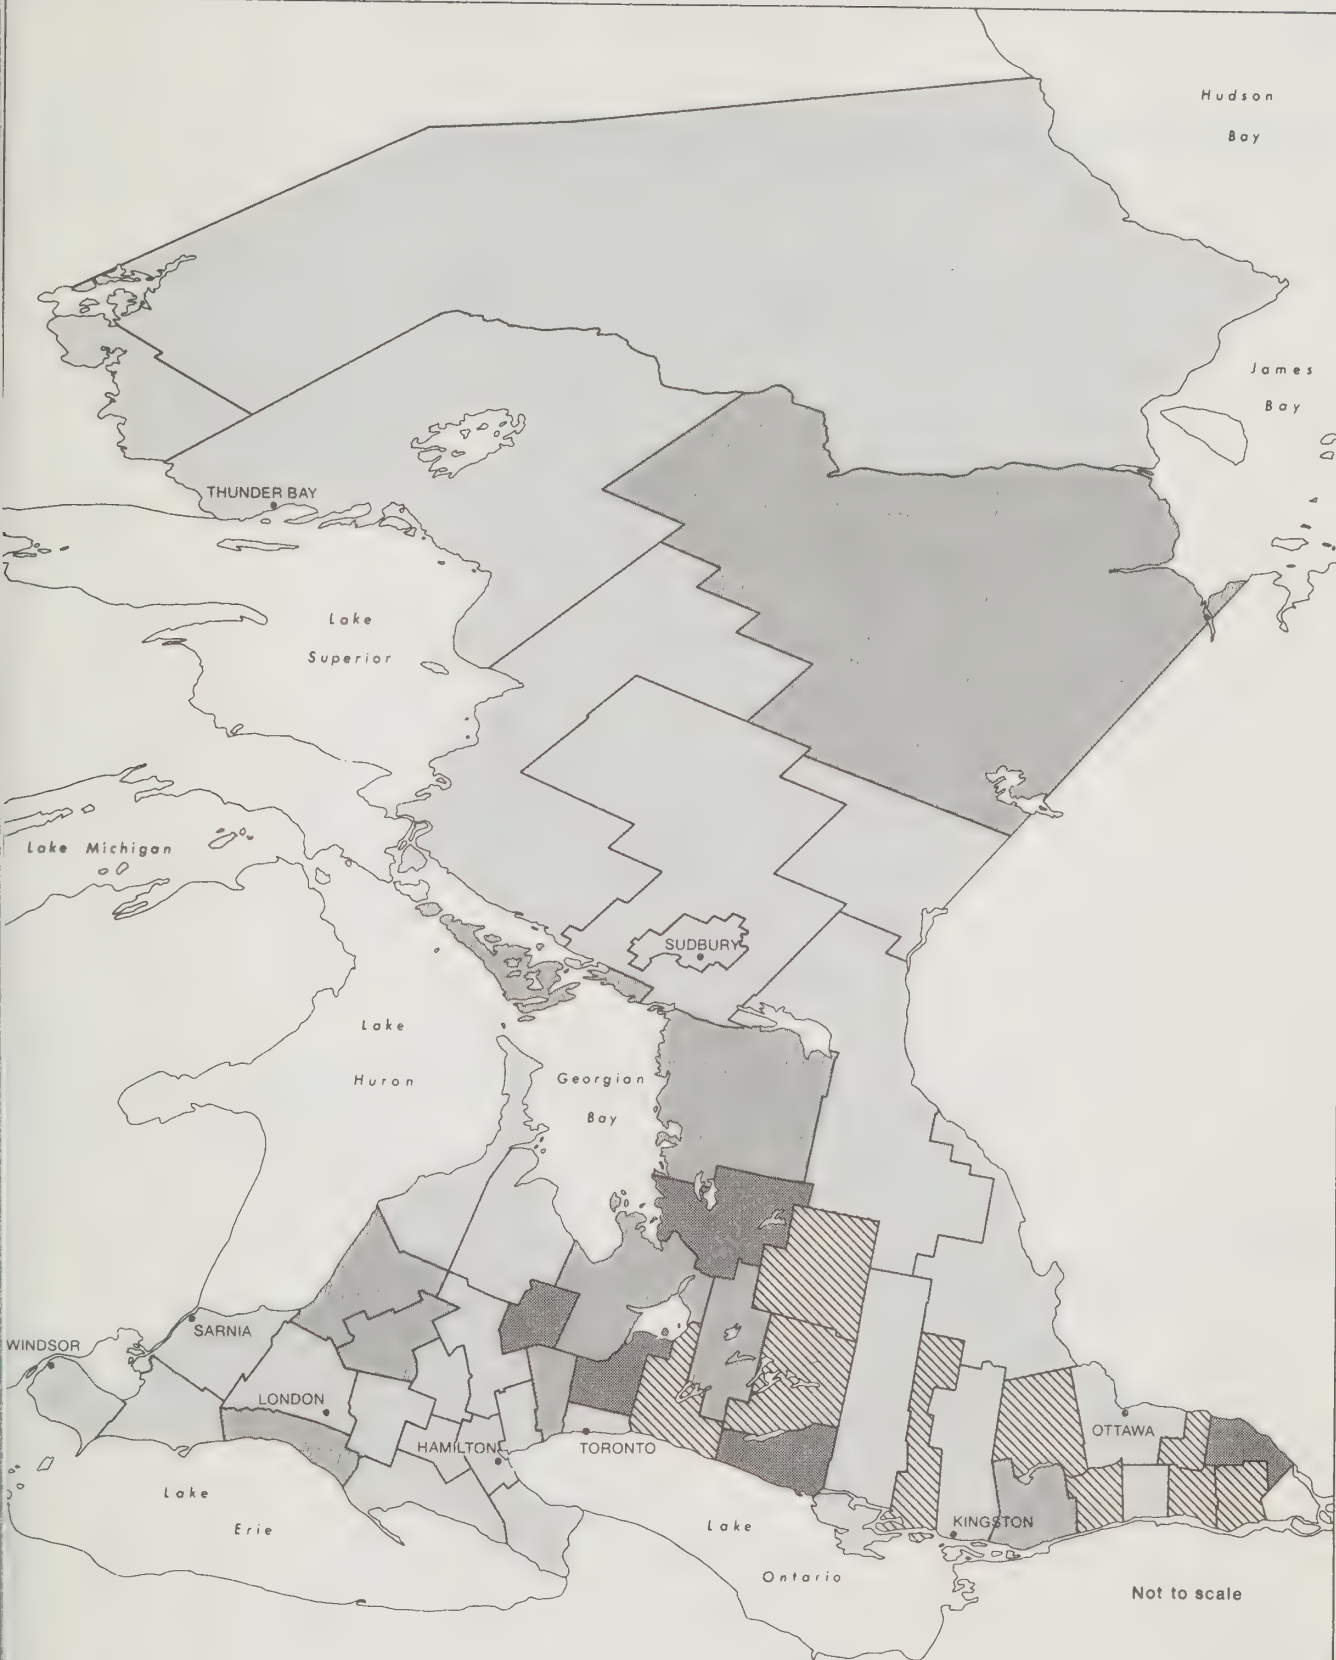 Hudson
Bay
James
Bay
THUNDER BAY
Lake
Superior
Lake Michigan
SUDBURY
Lake
Huron
Georgian
Bay
SARNIA
WINDSOR
LONDON
HAMILTON
TORONTO
OTTAWA
KINGSTON
Lake
Erie
Lake
Ontario
Not to scale